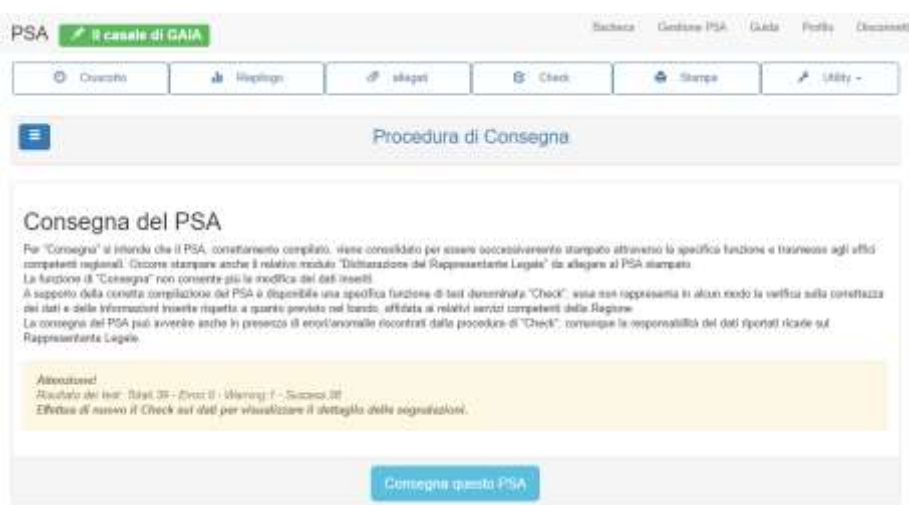 PSA Il casale di GAIA Bacheca Gestione PSA Guida Profilo Disconnetti
Cruscotto Riepilogo allegati Check Stampa Utility
Procedura di Consegna
Consegna del PSA
Per "Consegna" si intende che il PSA, correttamente compilato, viene consolidato per essere successivamente stampato attraverso la specifica funzione e trasmesso agli uffici
competenti regionali. Occorre stampare anche il relativo modulo "Dichiarazione del Rappresentante Legale" da allegare al PSA stampato.
La funzione di "Consegna" non consente più la modifica dei dati inseriti.
A supporto della corretta compilazione del PSA è disponibile una specifica funzione di test denominata "Check"; essa non rappresenta in alcun modo la verifica sulla correttezza
dei dati e delle informazioni inserite rispetto a quanto previsto nel bando, affidata ai relativi servizi competenti della Regione.
La consegna del PSA può avvenire anche in presenza di errori/anomalie riscontrati dalla procedura di "Check", comunque la responsabilità dei dati riportati ricade sul
Rappresentante Legale.
Attenzione!
Risultato dei test: Totali 39 - Errori 0 - Warning 1 - Success 38
Effettua di nuovo il Check sui dati per visualizzare il dettaglio delle segnalazioni.
Consegna questo PSA